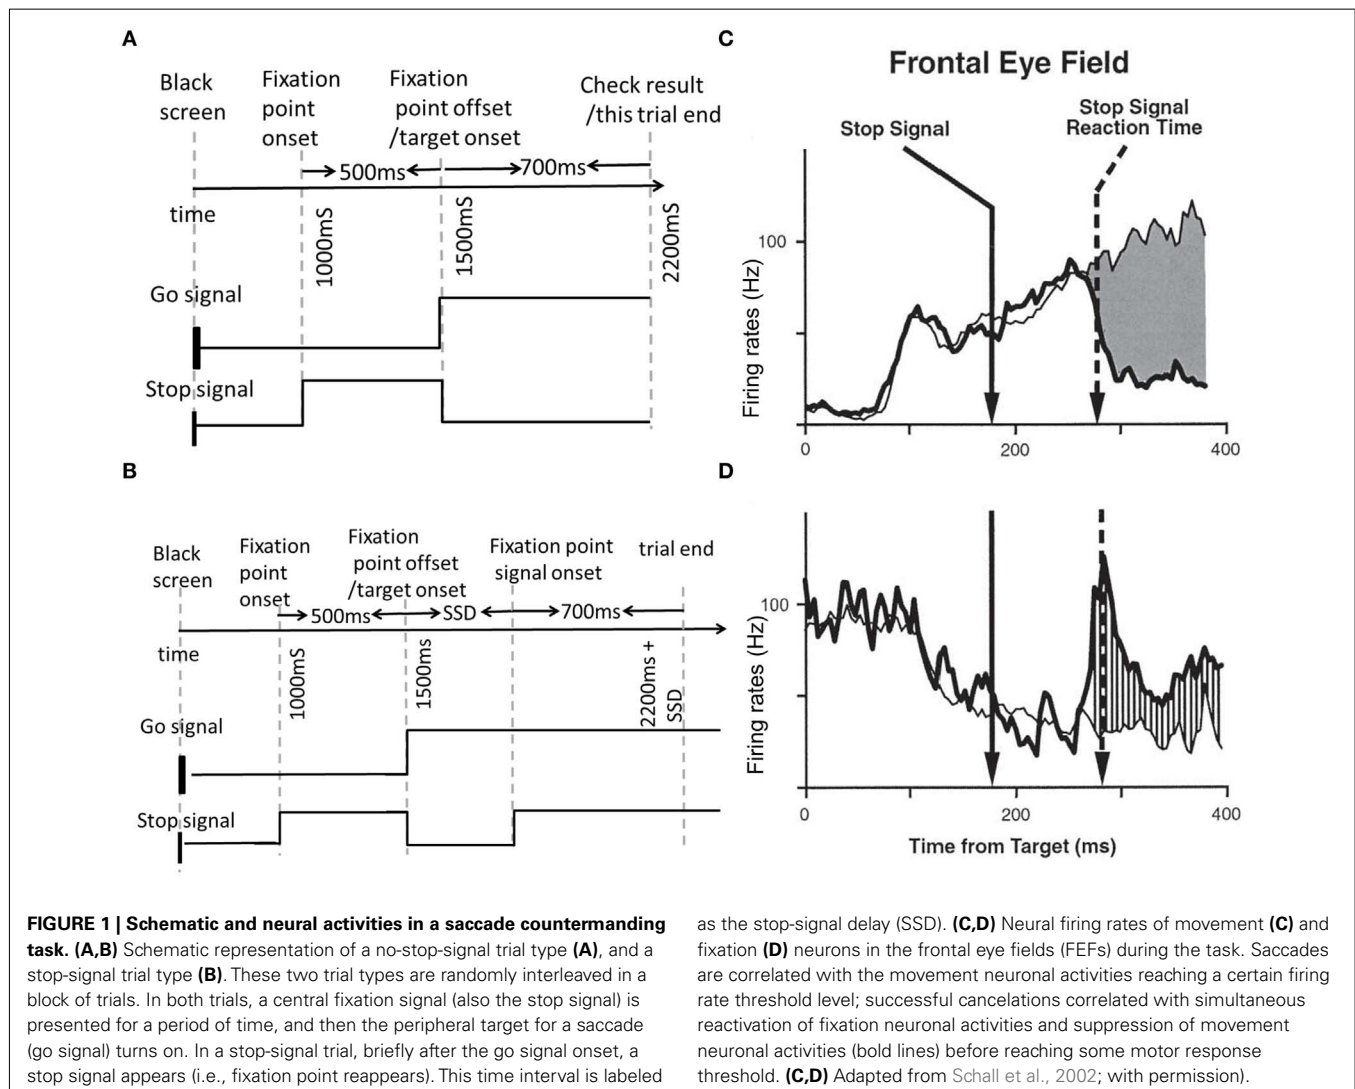 A
Black
screen
Fixation
point
onset
Fixation
point offset
/target onset
Check result
/this trial end
500ms
700ms
time
1000mS
1500mS
2200mS
Go signal
Stop signal
B
Black
screen
Fixation
point
onset
Fixation
point offset
/target onset
Fixation point
signal onset
trial end
500ms
SSD
700ms
time
1000mS
1500ms
2200ms +
SSD
Go signal
Stop signal
C
Frontal Eye Field
Stop Signal
Stop Signal
Reaction Time
Firing rates (Hz)
100
0
200
400
D
Firing rates (Hz)
100
0
200
400
Time from Target (ms)
FIGURE 1 | Schematic and neural activities in a saccade countermanding
task. (A,B) Schematic representation of a no-stop-signal trial type (A), and a
stop-signal trial type (B). These two trial types are randomly interleaved in a
block of trials. In both trials, a central fixation signal (also the stop signal) is
presented for a period of time, and then the peripheral target for a saccade
(go signal) turns on. In a stop-signal trial, briefly after the go signal onset, a
stop signal appears (i.e., fixation point reappears). This time interval is labeled
as the stop-signal delay (SSD). (C,D) Neural firing rates of movement (C) and
fixation (D) neurons in the frontal eye fields (FEFs) during the task. Saccades
are correlated with the movement neuronal activities reaching a certain firing
rate threshold level; successful cancelations correlated with simultaneous
reactivation of fixation neuronal activities and suppression of movement
neuronal activities (bold lines) before reaching some motor response
threshold. (C,D) Adapted from Schall et al., 2002; with permission).